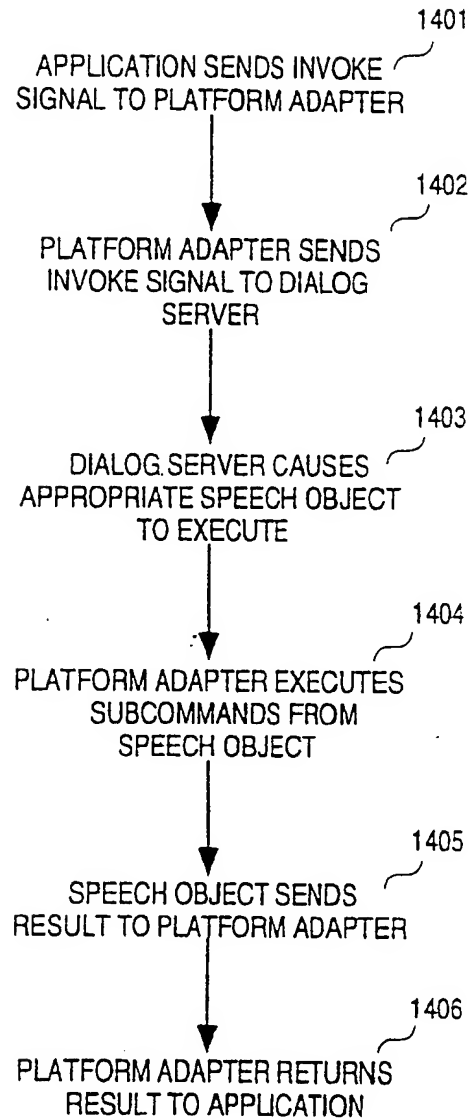 1401
APPLICATION SENDS INVOKE
SIGNAL TO PLATFORM ADAPTER
1402
PLATFORM ADAPTER SENDS
INVOKE SIGNAL TO DIALOG
SERVER
1403
DIALOG SERVER CAUSES
APPROPRIATE SPEECH OBJECT
TO EXECUTE
1404
PLATFORM ADAPTER EXECUTES
SUBCOMMANDS FROM
SPEECH OBJECT
1405
SPEECH OBJECT SENDS
RESULT TO PLATFORM ADAPTER
1406
PLATFORM ADAPTER RETURNS
RESULT TO APPLICATION